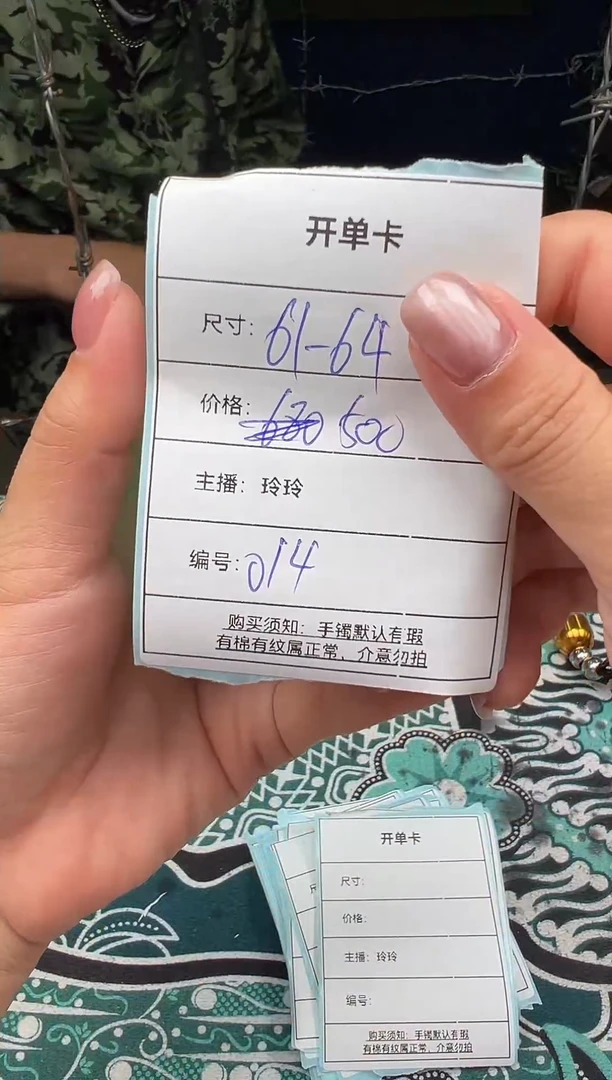 开单卡
尺寸: 61-64
价格: 500
主播: 玲玲
编号: 014
购买须知: 手镯默认有瑕
有棉有纹属正常, 介意勿拍
开单卡
尺寸:
价格:
主播: 玲玲
编号:
购买须知: 手镯默认有瑕
有棉有纹属正常, 介意勿拍